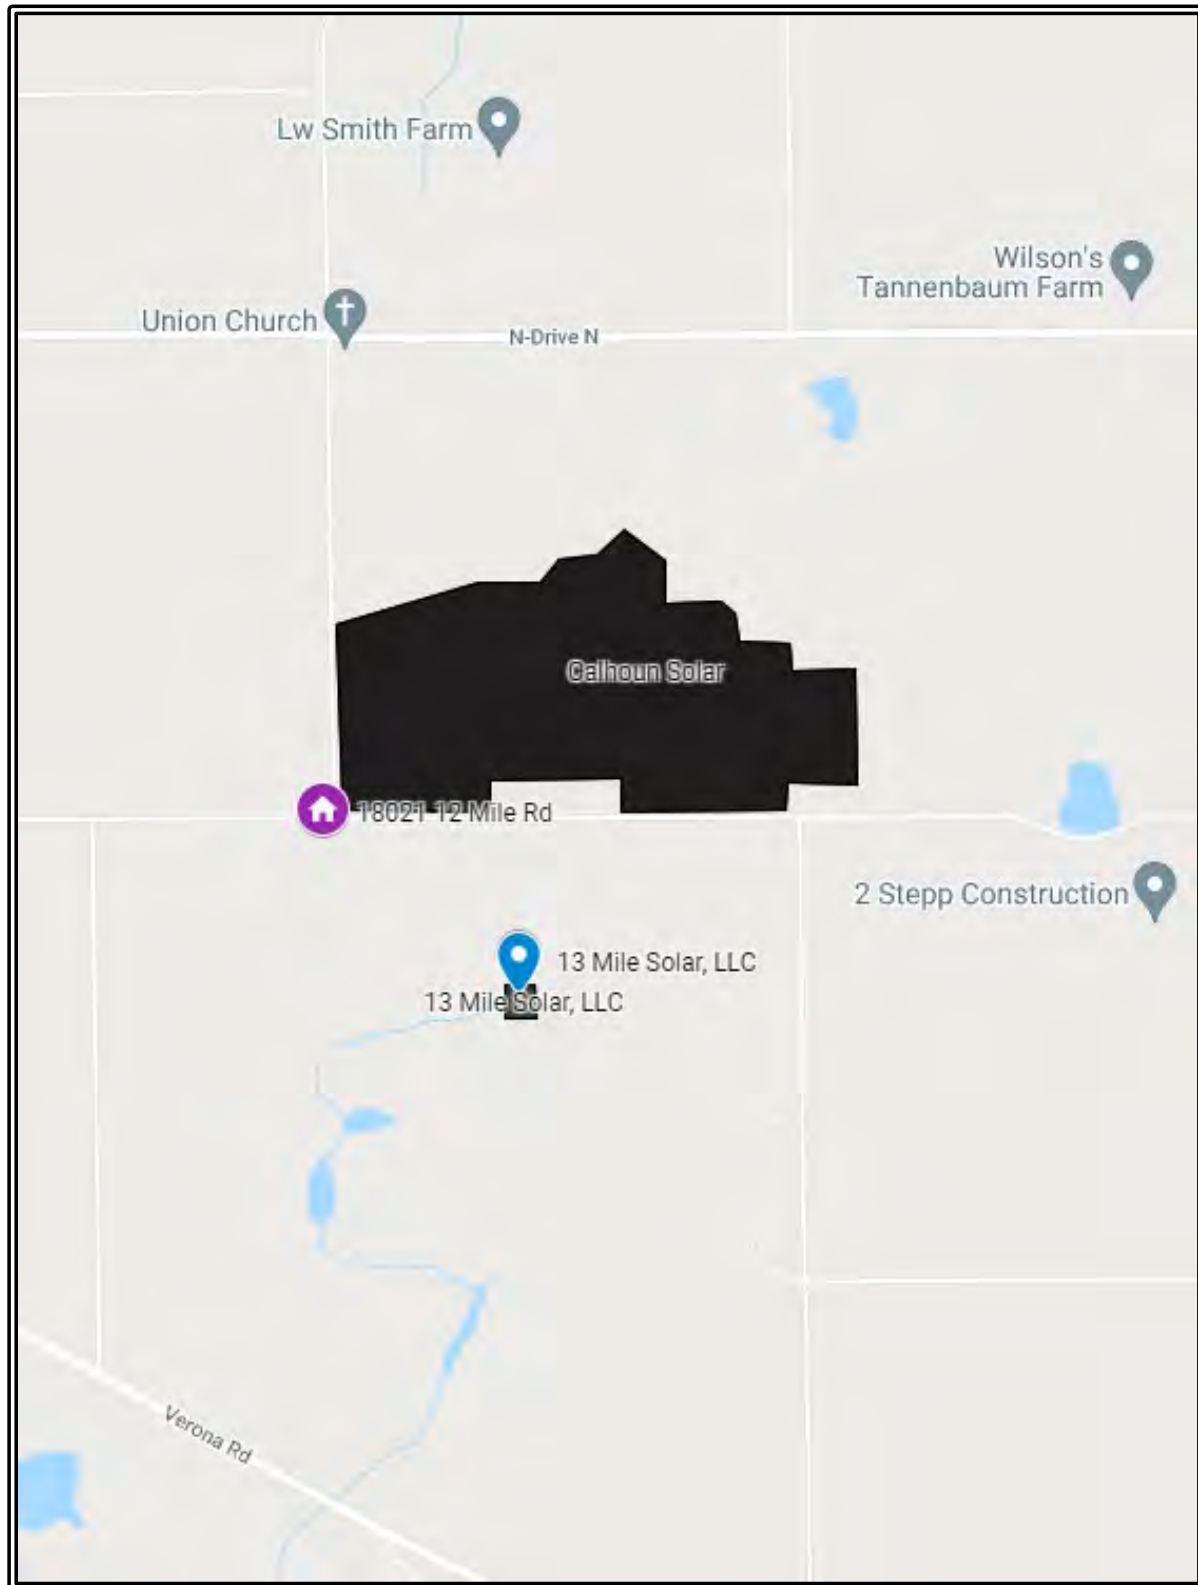 Lw Smith Farm
Wilson's
Tannenbaum Farm
Union Church
N-Drive N
Calhoun Solar
18021 12 Mile Rd
2 Stepp Construction
13 Mile Solar, LLC
13 Mile Solar, LLC
Verona Rd